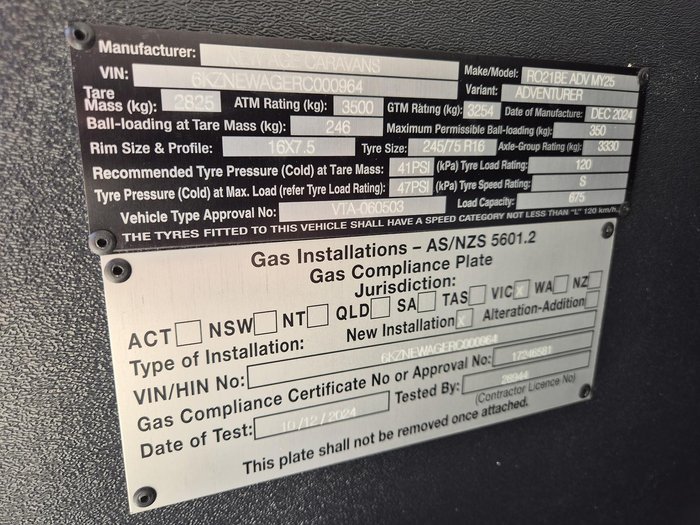 Manufacturer: NEW AGE CARAVANS Make/Model: RO21BE ADV MY25
VIN: 6KZNEWAGERC000964 Variant: ADVENTURER
Tare Mass (kg): 2825 ATM Rating (kg): 3500 GTM Rating (kg): 3254 Date of Manufacture: DEC 2024
Ball-loading at Tare Mass (kg): 246 Maximum Permissible Ball-loading (kg): 350
Rim Size & Profile: 16X7.5 Tyre Size: 245/75 R16 Axle-Group Rating (kg): 3330
Recommended Tyre Pressure (Cold) at Tare Mass: 41PSI (kPa) Tyre Load Rating: 120
Tyre Pressure (Cold) at Max. Load (refer Tyre Load Rating): 47PSI (kPa) Tyre Speed Rating: S
Vehicle Type Approval No: VTA-060503 Load Capacity: 675
THE TYRES FITTED TO THIS VEHICLE SHALL HAVE A SPEED CATEGORY NOT LESS THAN "L" 120 km/h.
Gas Installations - AS/NZS 5601.2
Gas Compliance Plate
Jurisdiction:
ACT NSW NT QLD SA TAS VIC x WA NZ
Type of Installation: New Installation x Alteration-Addition
VIN/HIN No: 6KZNEWAGERC000964
Gas Compliance Certificate No or Approval No: 17246581
Date of Test: 10/12/2024 Tested By: 28944
(Contractor Licence No)
This plate shall not be removed once attached.